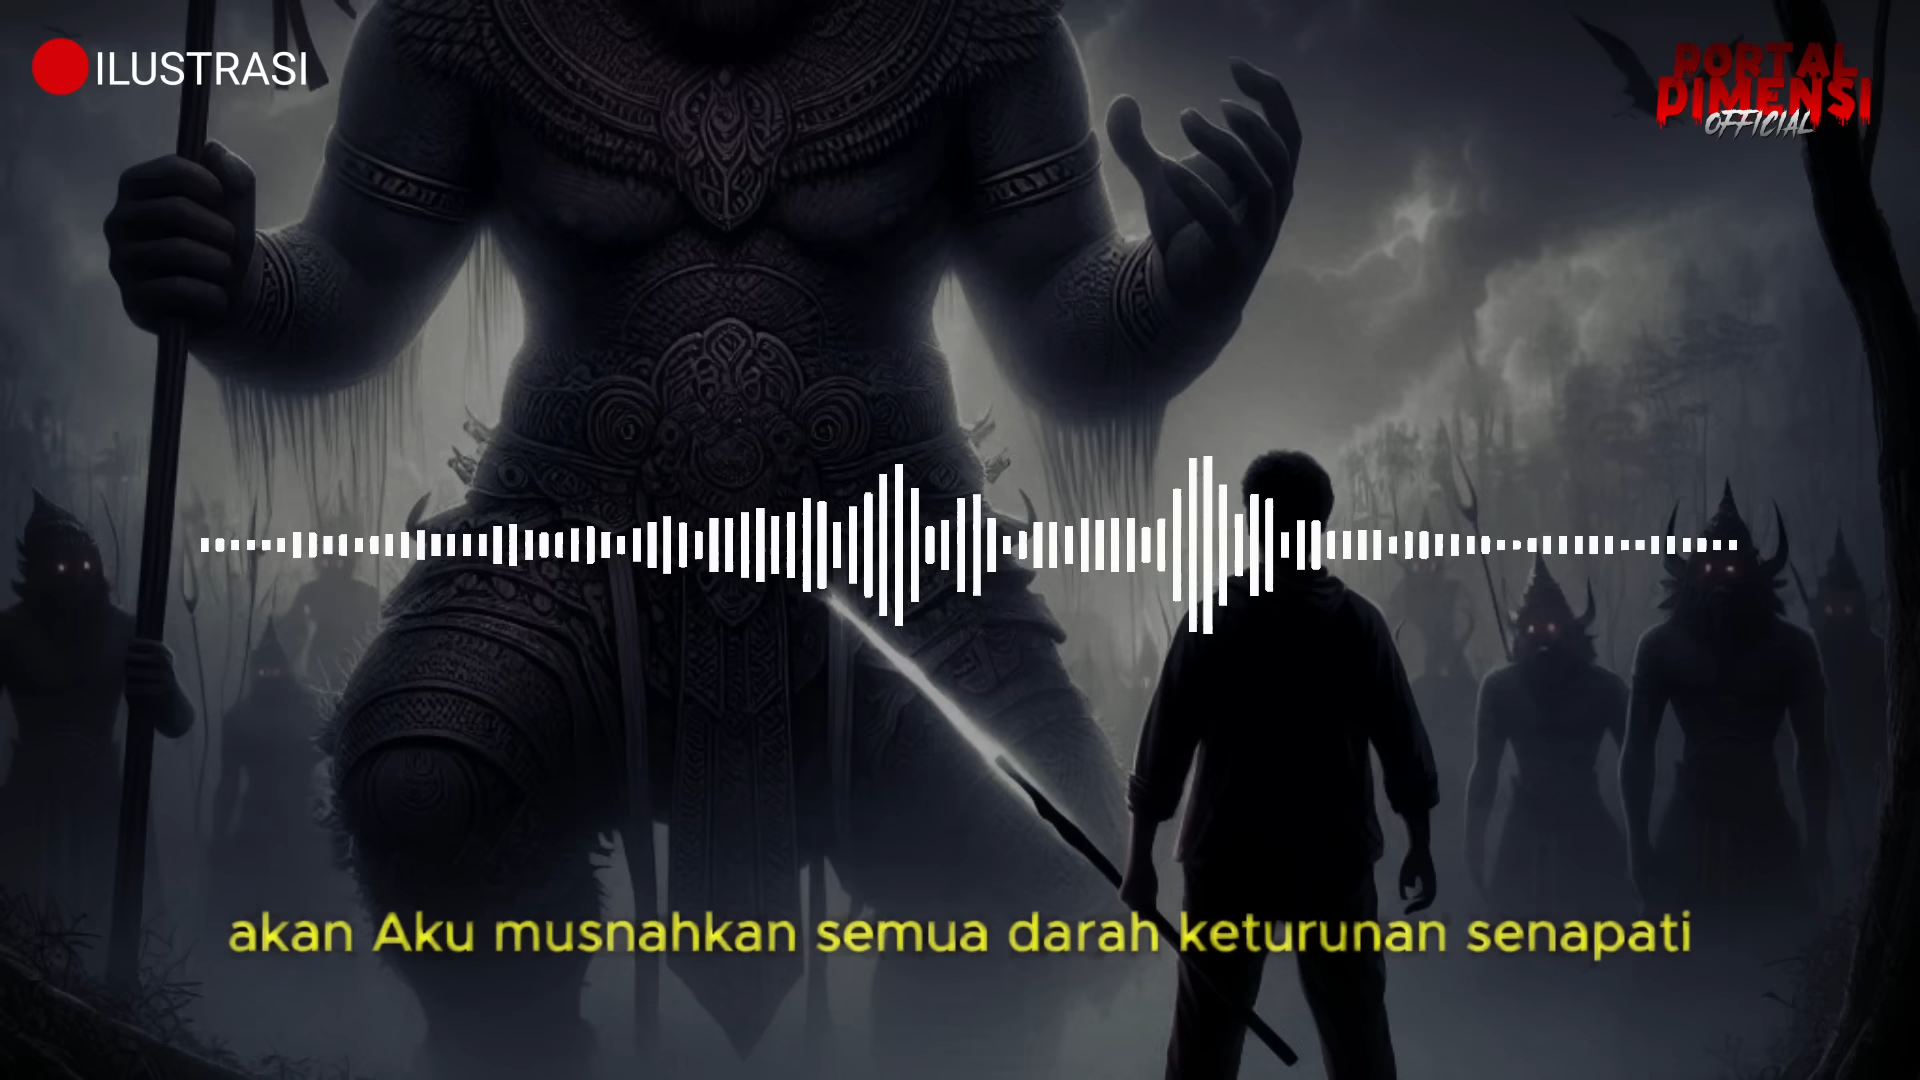 ILUSTRASI
PORTAL
DIMENSI
OFFICIAL
akan Aku musnahkan semua darah keturunan senapati